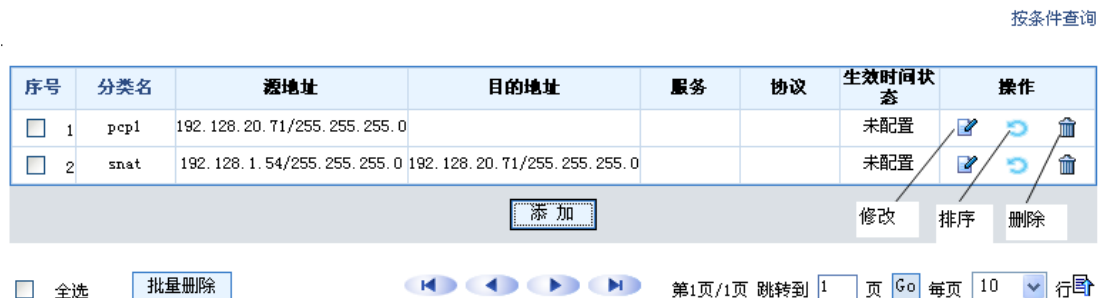 按条件查询
序号 分类名 源地址 目的地址 服务 协议 生效时间状态 操作
1 pcp1 192.128.20.71/255.255.255.0 未配置
2 snat 192.128.1.54/255.255.255.0 192.128.20.71/255.255.255.0 未配置
添 加 修改 排序 删除
全选 批量删除 第1页/1页 跳转到 1 页 Go 每页 10 行